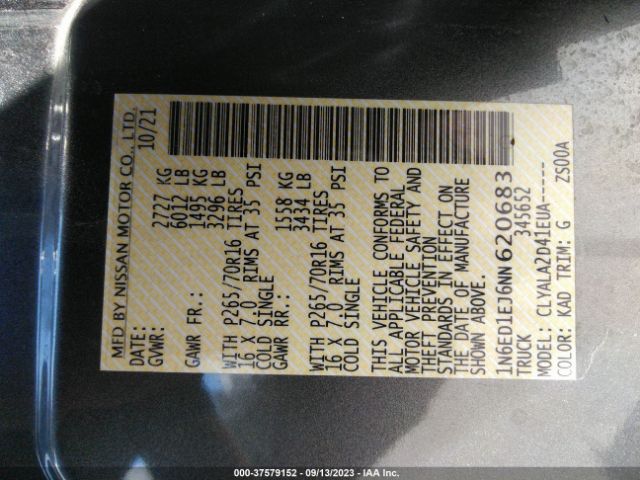 MFD BY NISSAN MOTOR CO., LTD.
DATE: 10/21
GVWR: 2727 KG
6012 LB
GAWR FR.: 1495 KG
3296 LB
WITH P265/70R16 TIRES
16 X 7.0 RIMS AT 35 PSI
COLD SINGLE
GAWR RR.: 1558 KG
3434 LB
WITH P265/70R16 TIRES
16 X 7.0 RIMS AT 35 PSI
COLD SINGLE
THIS VEHICLE CONFORMS TO
ALL APPLICABLE FEDERAL
MOTOR VEHICLE SAFETY AND
THEFT PREVENTION
STANDARDS IN EFFECT ON
THE DATE OF MANUFACTURE
SHOWN ABOVE.
1N6ED1EJ6NN620683
TRUCK 345652
MODEL: CLYALA2D41EUA------
COLOR: KAD TRIM: G ZS00A
000-37579152 - 09/13/2023 - IAA Inc.